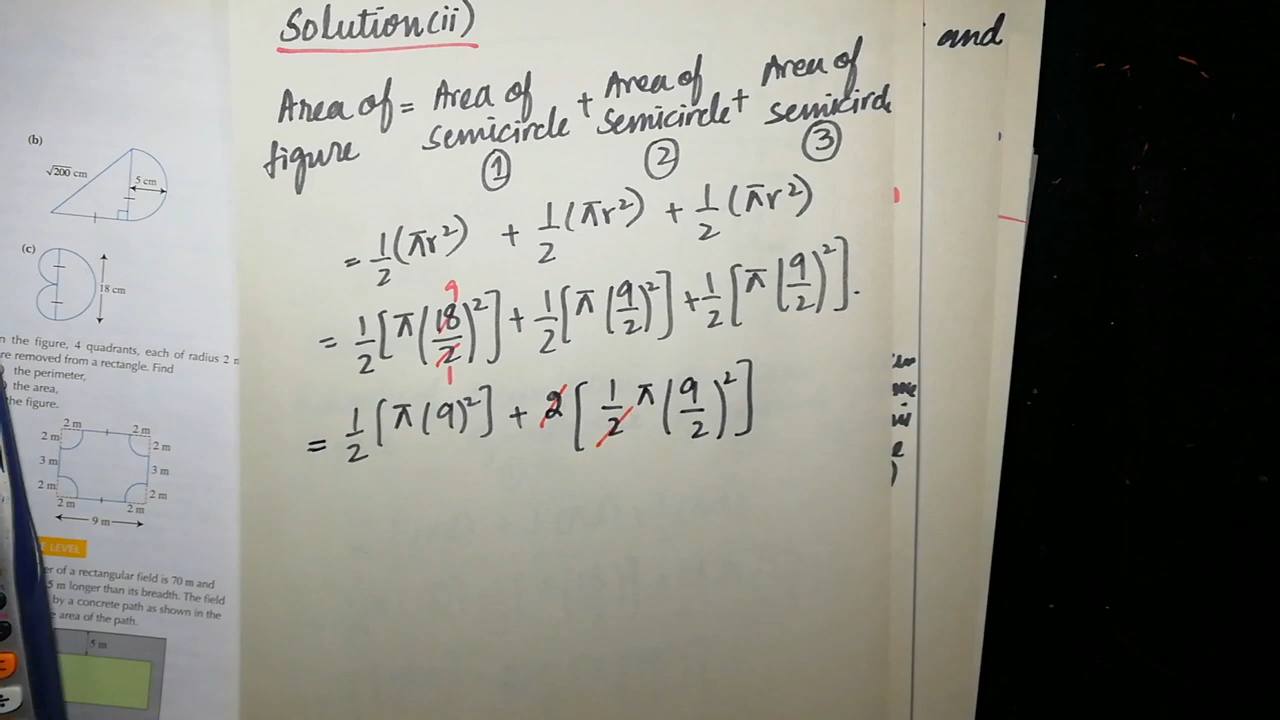 Solution(ii)
and
Area of figure = Area of semicircle + Area of semicircle + Area of semicircle
① ② ③
= 1/2 (πr²) + 1/2 (πr²) + 1/2 (πr²)
9
= 1/2 [π(18/2)²] + 1/2 [π(9/2)²] + 1/2 [π(9/2)²].
1
= 1/2 [π(9)²] + 2 [1/2 π(9/2)²]
(b)
√200 cm
5 cm
(c)
18 cm
the figure, 4 quadrants, each of radius 2
removed from a rectangle. Find
the perimeter,
the area,
the figure.
2 m 2 m
2 m 2 m
3 m 3 m
2 m 2 m
2 m 2 m
9 m
LEVEL
of a rectangular field is 70 m and
5 m longer than its breadth. The field
by a concrete path as shown in the
area of the path.
5 m